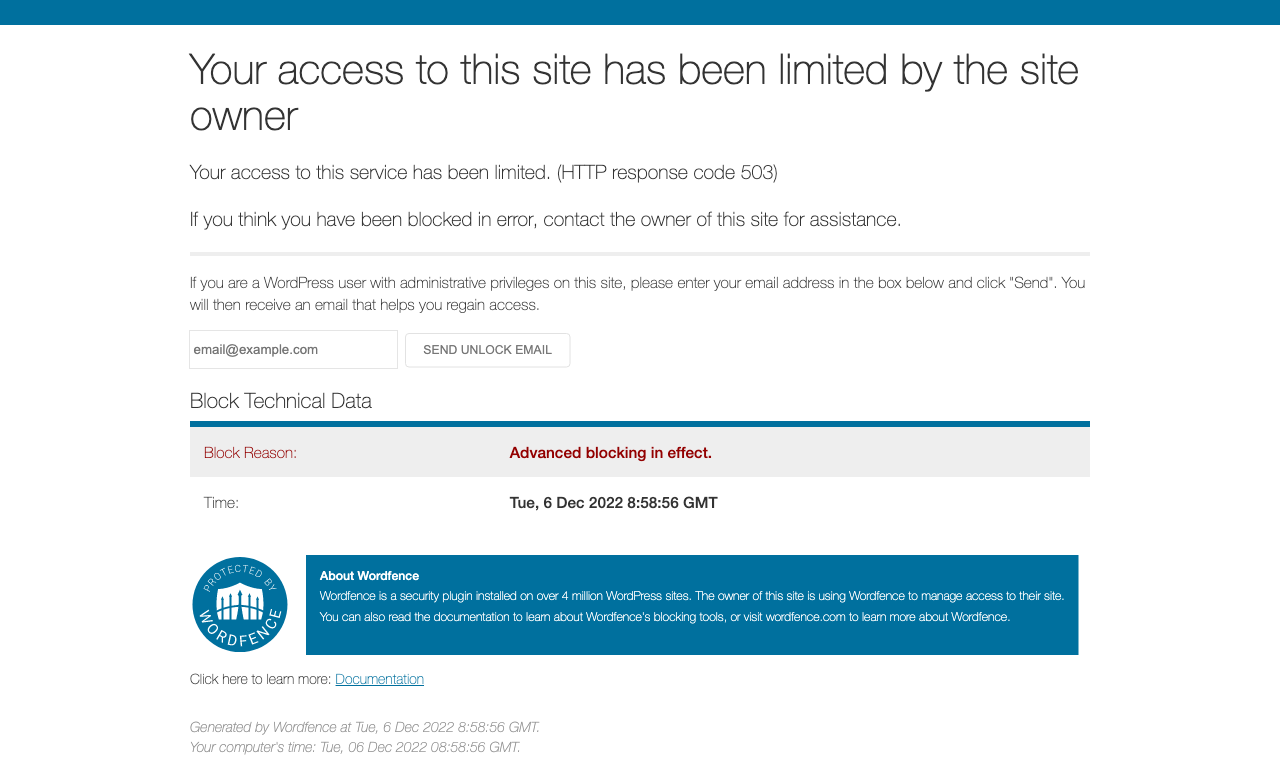 Your access to this site has been limited by the site
owner
Your access to this service has been limited. (HTTP response code 503)
If you think you have been blocked in error, contact the owner of this site for assistance.
If you are a WordPress user with administrative privileges on this site, please enter your email address in the box below and click "Send". You
will then receive an email that helps you regain access.
email@example.com SEND UNLOCK EMAIL
Block Technical Data
Block Reason: Advanced blocking in effect.
Time: Tue, 6 Dec 2022 8:58:56 GMT
PROTECTED BY
WORDFENCE
About Wordfence
Wordfence is a security plugin installed on over 4 million WordPress sites. The owner of this site is using Wordfence to manage access to their site.
You can also read the documentation to learn about Wordfence's blocking tools, or visit wordfence.com to learn more about Wordfence.
Click here to learn more: Documentation
Generated by Wordfence at Tue, 6 Dec 2022 8:58:56 GMT.
Your computer's time: Tue, 06 Dec 2022 08:58:56 GMT.